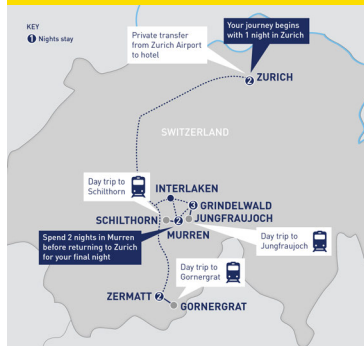 KEY
1 Nights stay
Private transfer
from Zurich Airport
to hotel
Your journey begins
with 1 night in Zurich
2 ZURICH
SWITZERLAND
Day trip to
Schilthorn
INTERLAKEN
3 GRINDELWALD
SCHILTHORN
JUNGFRAUJOCH
2
MURREN
Spend 2 nights in Murren
before returning to Zurich
for your final night
Day trip to
Jungfraujoch
Day trip to
Gornergrat
ZERMATT 2
GORNERGRAT